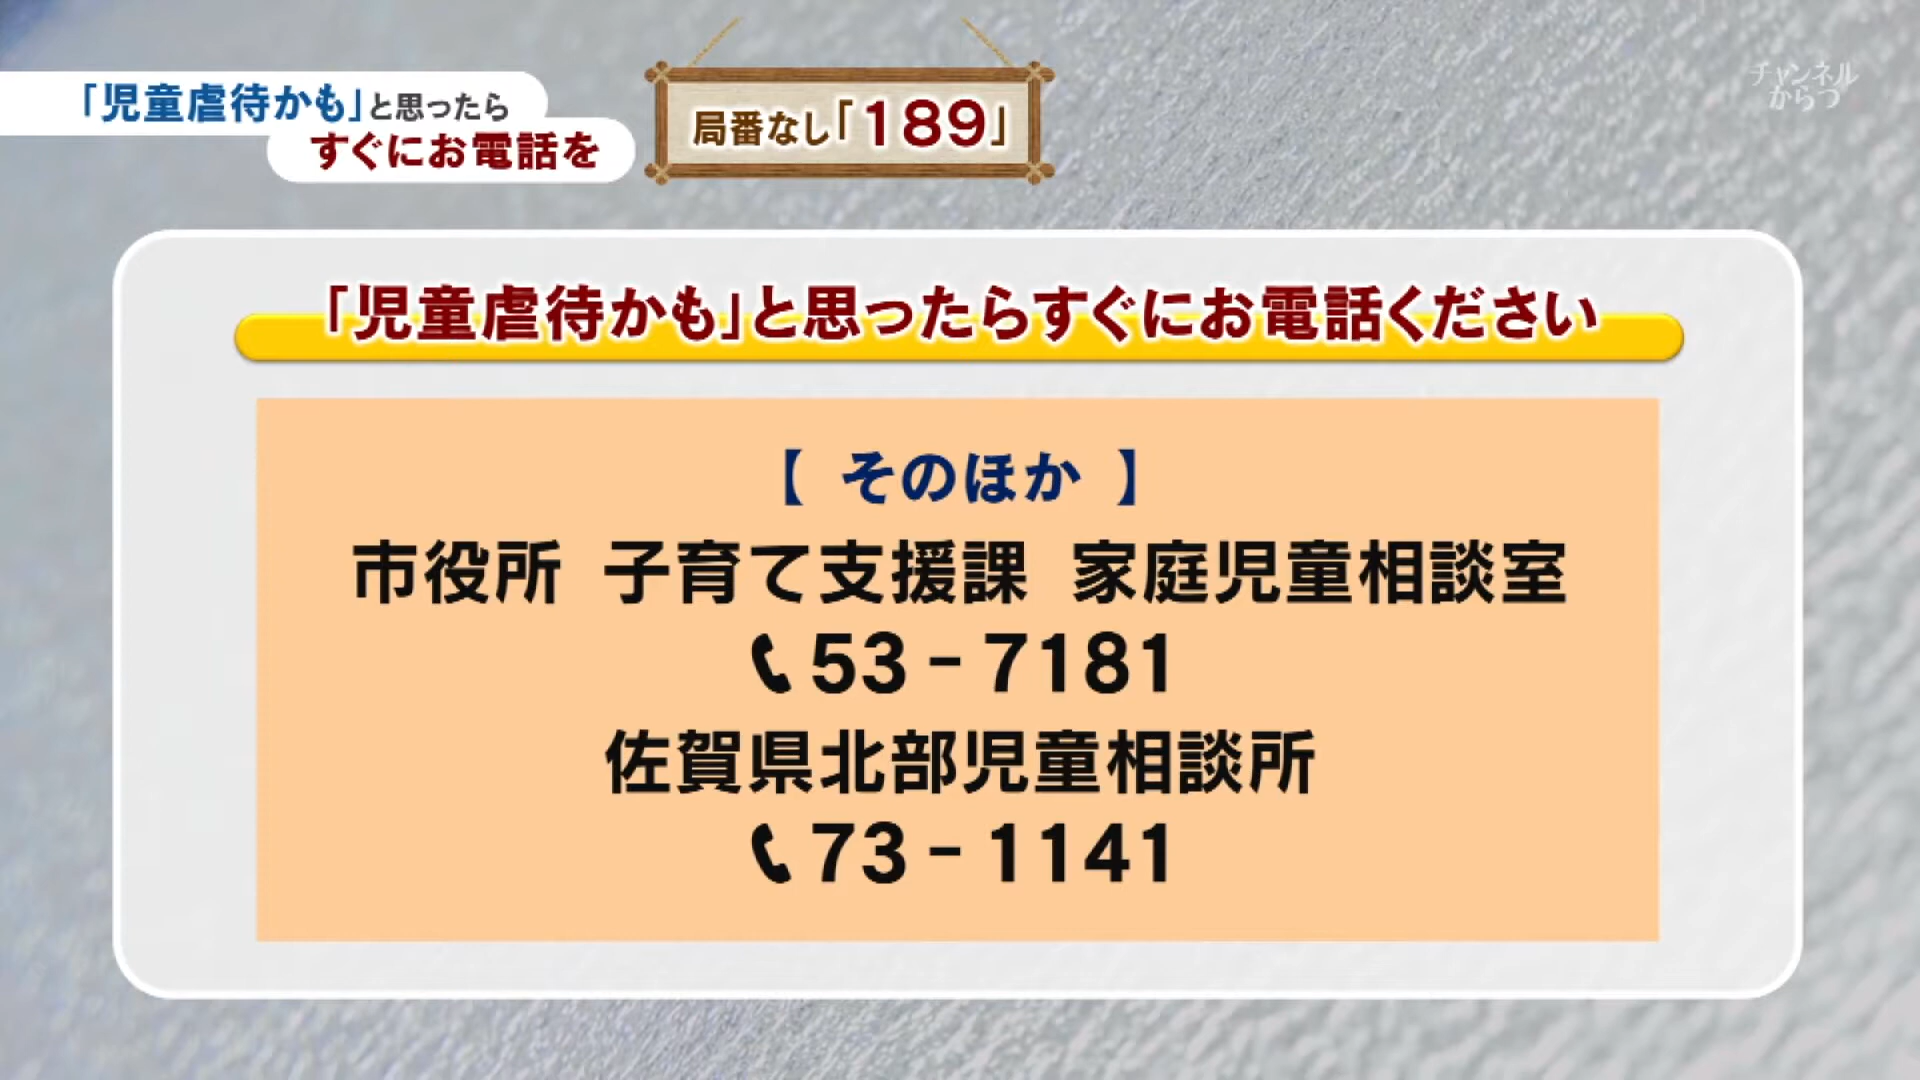 「児童虐待かも」と思ったら
すぐにお電話を
局番なし「189」
チャンネル
からつ
「児童虐待かも」と思ったらすぐにお電話ください
【 そのほか 】
市役所 子育て支援課 家庭児童相談室
53-7181
佐賀県北部児童相談所
73-1141